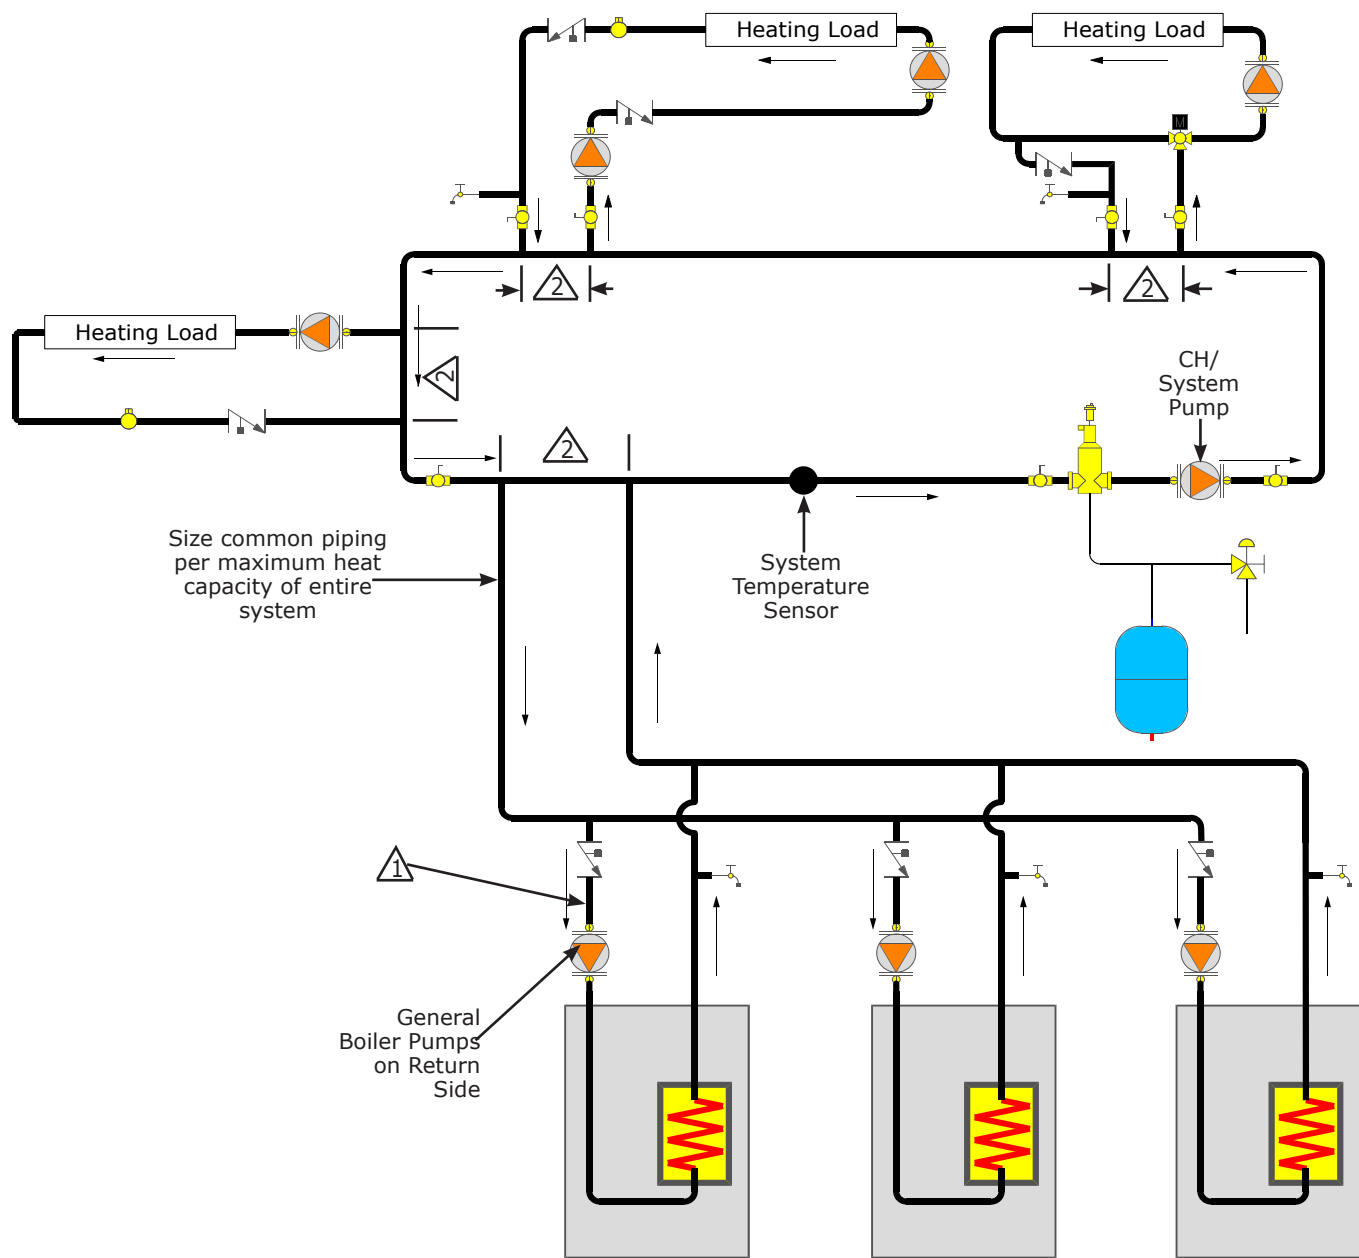 Heating Load
Heating Load
M
2
2
Heating Load
2
CH/
System
Pump
2
Size common piping
per maximum heat
capacity of entire
system
System
Temperature
Sensor
1
General
Boiler Pumps
on Return
Side